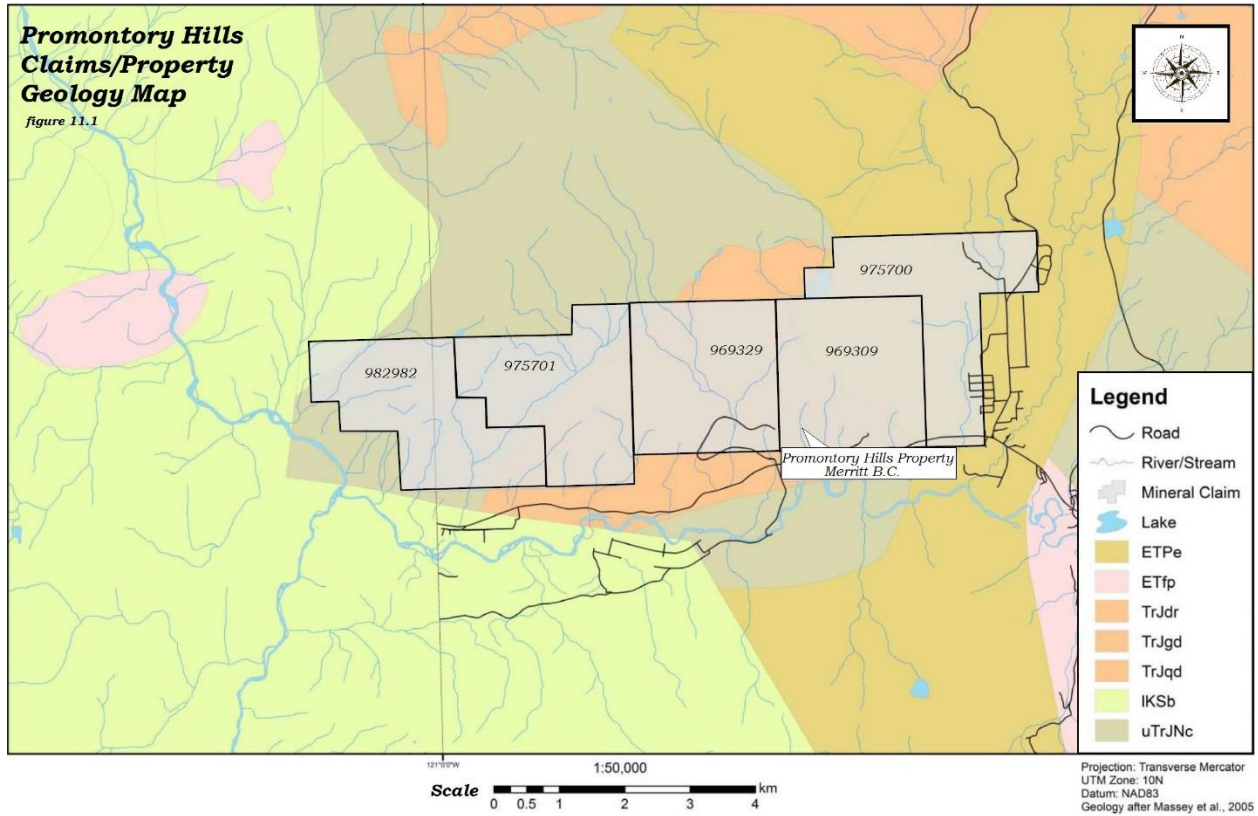 Promontory Hills
Claims/Property
Geology Map
figure 11.1
975700
982982
975701
969329
969309
Promontory Hills Property
Merritt B.C.
Legend
Road
River/Stream
Mineral Claim
Lake
ETPe
ETfp
TrJdr
TrJgd
TrJqd
lKSb
uTrJNc
121°0'0"W
1:50,000
Scale
km
0 0.5 1 2 3 4
Projection: Transverse Mercator
UTM Zone: 10N
Datum: NAD83
Geology after Massey et al., 2005